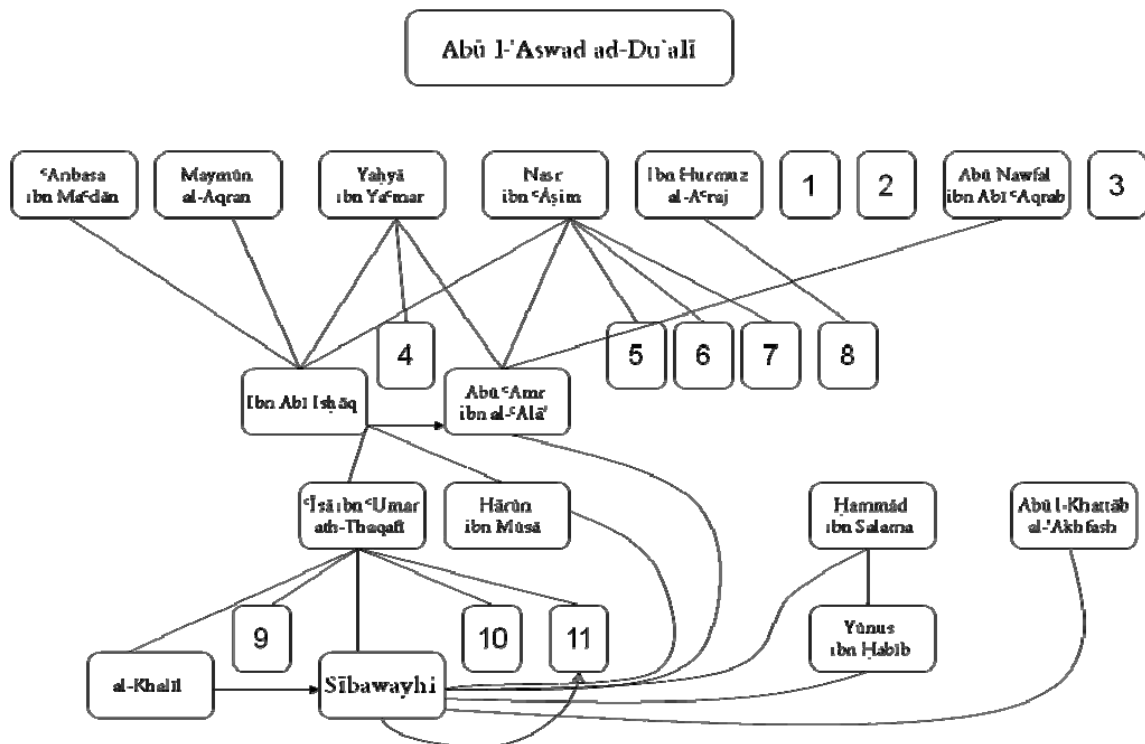 Abū l-'Aswad ad-Du'alī
ʿAnbasa
ibn Maʿdān
Maymūn
al-Aqran
Yaḥyā
ibn Yaʿmar
Nasr
ibn ʿĀṣim
Ibn Hurmuz
al-Aʿraj
1
2
Abū Nawfal
ibn Abī ʿAqrab
3
4
5
6
7
8
Ibn Abī Isḥāq
Abū ʿAmr
ibn al-ʿAlā'
ʿĪsā ibn ʿUmar
ath-Thaqafī
Hārūn
ibn Mūsā
Ḥammād
ibn Salama
Abū l-Khattāb
al-'Akhfash
9
10
11
Yūnus
ibn Ḥabīb
al-Khalīl
Sībawayhi